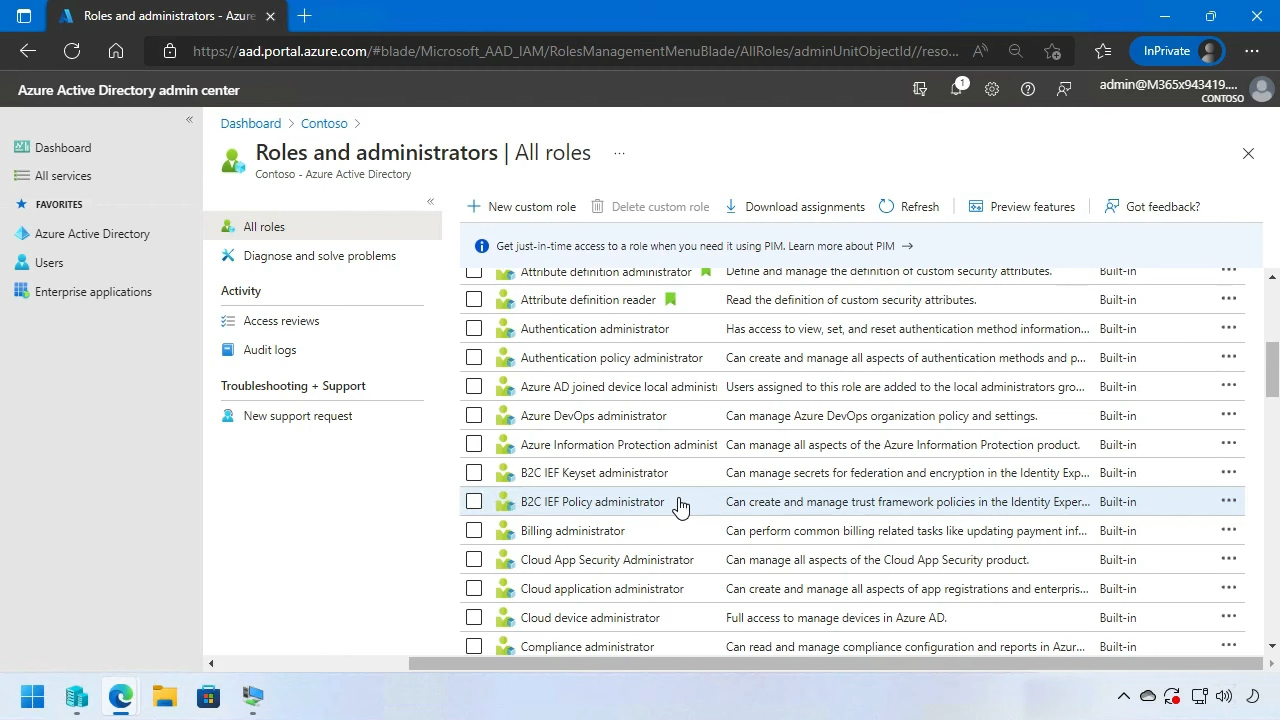 Roles and administrators - Azure
https://aad.portal.azure.com/#blade/Microsoft_AAD_IAM/RolesManagementMenuBlade/AllRoles/adminUnitObjectId//reso...
InPrivate
Azure Active Directory admin center
1
admin@M365x943419....
CONTOSO
Dashboard
All services
FAVORITES
Azure Active Directory
Users
Enterprise applications
Dashboard > Contoso >
Roles and administrators | All roles ...
Contoso - Azure Active Directory
All roles
Diagnose and solve problems
Activity
Access reviews
Audit logs
Troubleshooting + Support
New support request
New custom role Delete custom role Download assignments Refresh Preview features Got feedback?
Get just-in-time access to a role when you need it using PIM. Learn more about PIM →
Attribute definition administrator Define and manage the definition of custom security attributes. Built-in ...
Attribute definition reader Read the definition of custom security attributes. Built-in ...
Authentication administrator Has access to view, set, and reset authentication method information... Built-in ...
Authentication policy administrator Can create and manage all aspects of authentication methods and p... Built-in ...
Azure AD joined device local administ Users assigned to this role are added to the local administrators gro... Built-in ...
Azure DevOps administrator Can manage Azure DevOps organization policy and settings. Built-in ...
Azure Information Protection administ Can manage all aspects of the Azure Information Protection product. Built-in ...
B2C IEF Keyset administrator Can manage secrets for federation and encryption in the Identity Exp... Built-in ...
B2C IEF Policy administrator Can create and manage trust framework policies in the Identity Exper... Built-in ...
Billing administrator Can perform common billing related tasks like updating payment inf... Built-in ...
Cloud App Security Administrator Can manage all aspects of the Cloud App Security product. Built-in ...
Cloud application administrator Can create and manage all aspects of app registrations and enterpris... Built-in ...
Cloud device administrator Full access to manage devices in Azure AD. Built-in ...
Compliance administrator Can read and manage compliance configuration and reports in Azur... Built-in ...